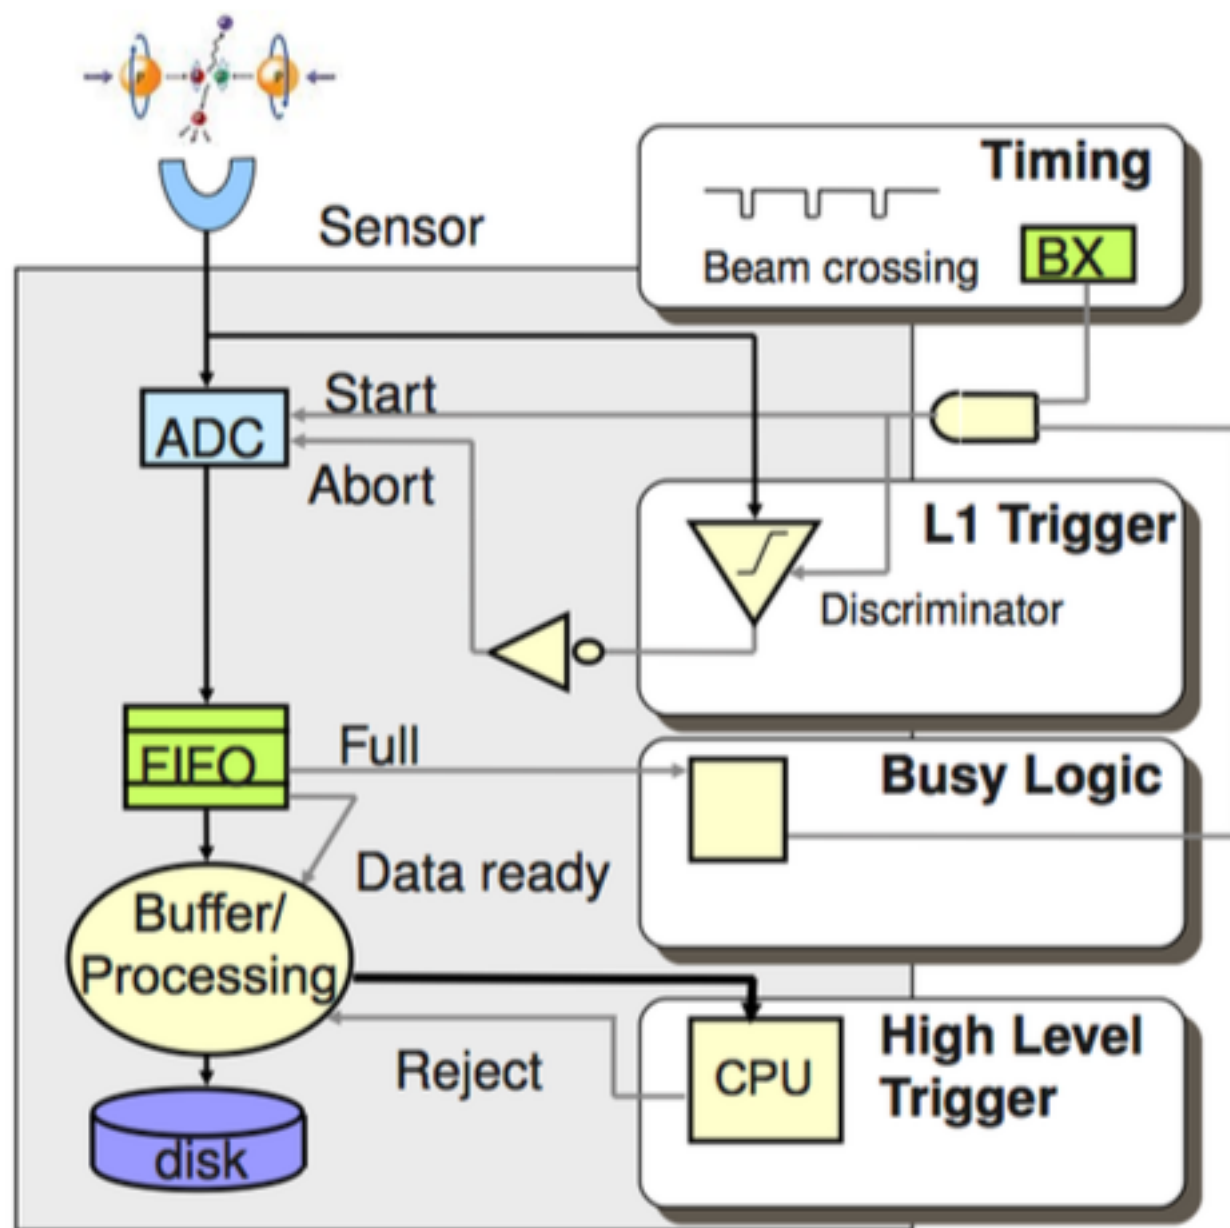 Timing
Sensor
Beam crossing
BX
Start
ADC
Abort
L1 Trigger
Discriminator
Full
FIFO
Busy Logic
Data ready
Buffer/
Processing
High Level
Trigger
Reject
CPU
disk